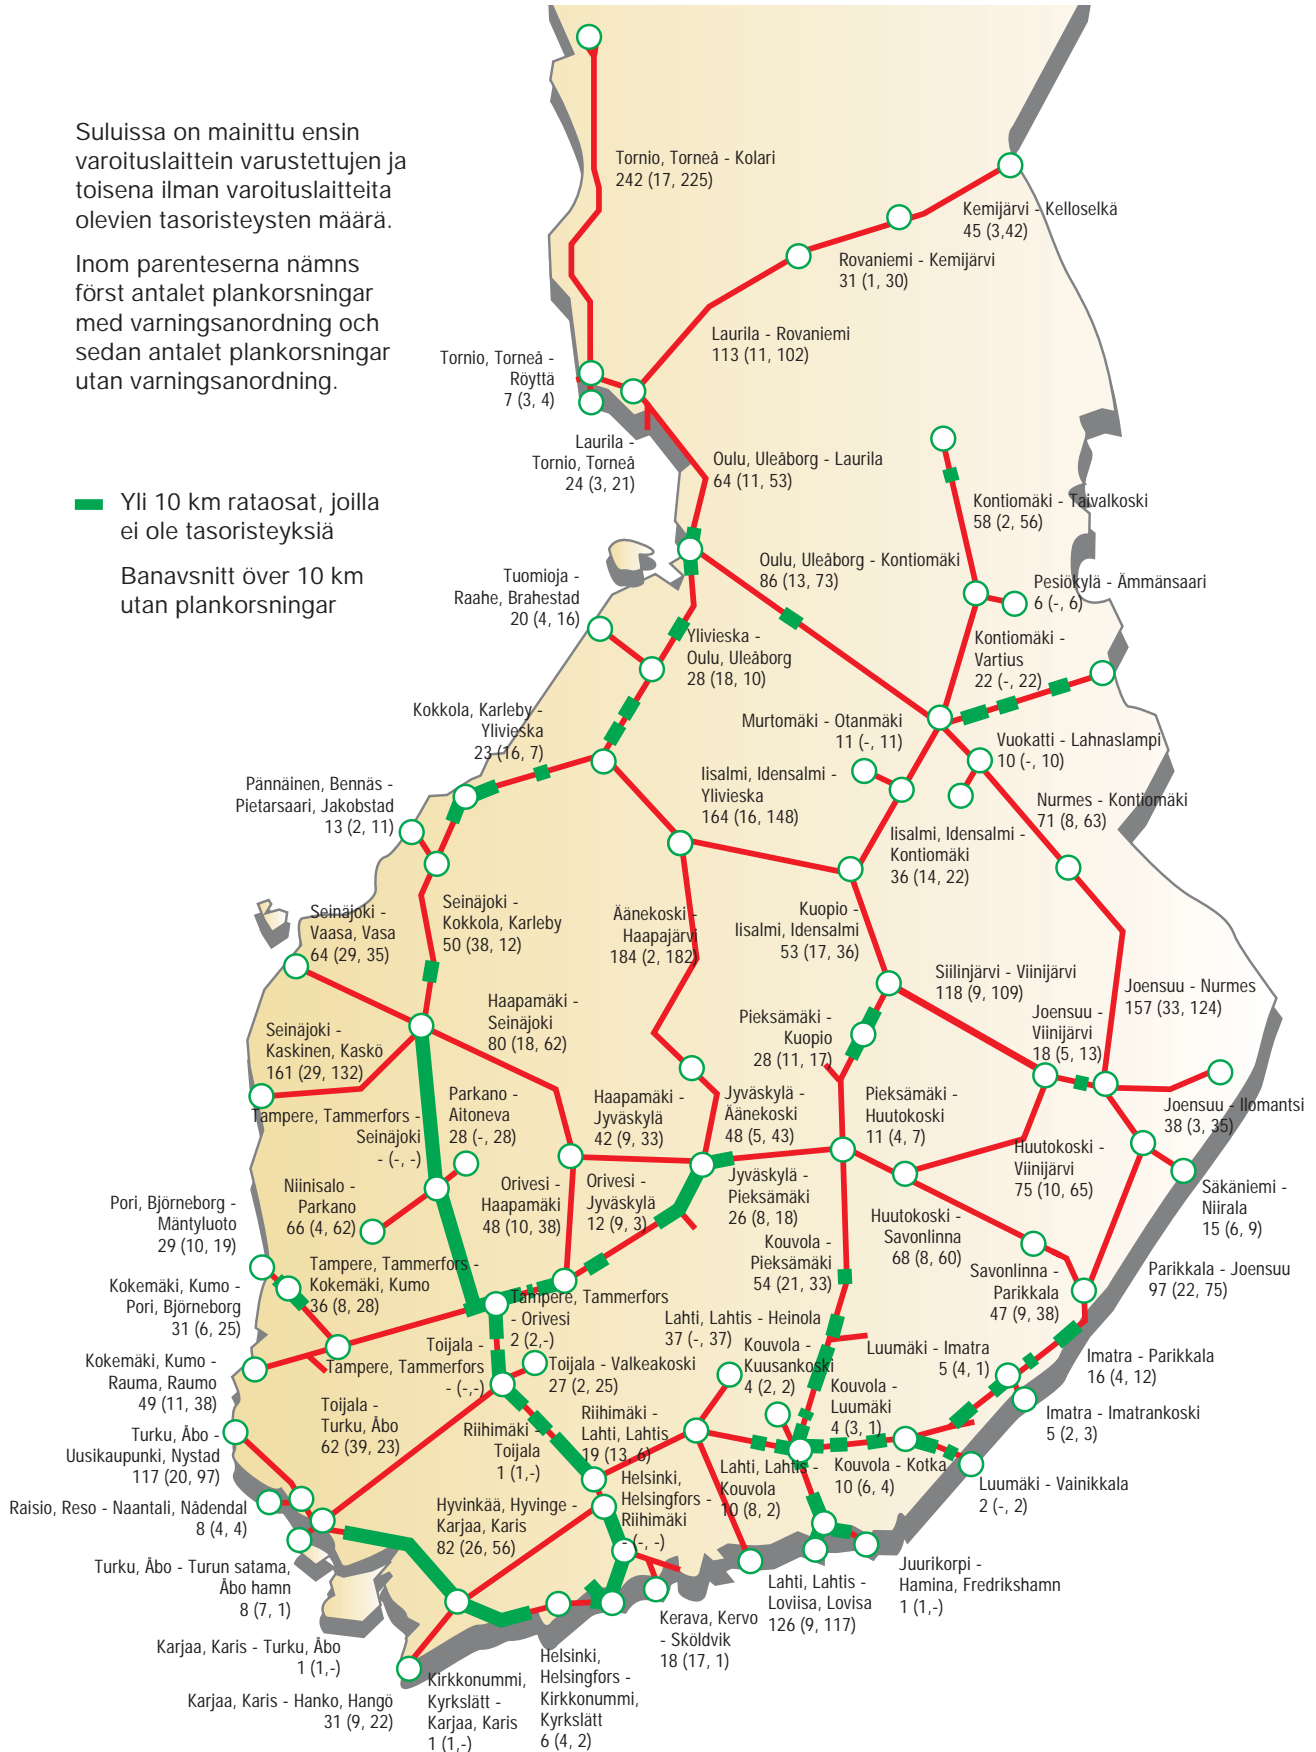 Suluissa on mainittu ensin
varoituslaittein varustettujen ja
toisena ilman varoituslaitteita
olevien tasoristeysten määrä.
Inom parenteserna nämns
först antalet plankorsningar
med varningsanordning och
sedan antalet plankorsningar
utan varningsanordning.
Yli 10 km rataosat, joilla
ei ole tasoristeyksiä
Banavsnitt över 10 km
utan plankorsningar
Tornio, Torneå - Kolari
242 (17, 225)
Kemijärvi - Kelloselkä
45 (3,42)
Rovaniemi - Kemijärvi
31 (1, 30)
Laurila - Rovaniemi
113 (11, 102)
Tornio, Torneå -
Röyttä
7 (3, 4)
Laurila -
Tornio, Torneå
24 (3, 21)
Oulu, Uleåborg - Laurila
64 (11, 53)
Kontiomäki - Taivalkoski
58 (2, 56)
Oulu, Uleåborg - Kontiomäki
86 (13, 73)
Pesiökylä - Ämmänsaari
6 (-, 6)
Tuomioja -
Raahe, Brahestad
20 (4, 16)
Ylivieska -
Oulu, Uleåborg
28 (18, 10)
Kontiomäki -
Vartius
22 (-, 22)
Kokkola, Karleby -
Ylivieska
23 (16, 7)
Murtomäki - Otanmäki
11 (-, 11)
Vuokatti - Lahnaslampi
10 (-, 10)
Pännäinen, Bennäs -
Pietarsaari, Jakobstad
13 (2, 11)
Iisalmi, Idensalmi -
Ylivieska
164 (16, 148)
Nurmes - Kontiomäki
71 (8, 63)
Iisalmi, Idensalmi -
Kontiomäki
36 (14, 22)
Seinäjoki -
Vaasa, Vasa
64 (29, 35)
Seinäjoki -
Kokkola, Karleby
50 (38, 12)
Äänekoski -
Haapajärvi
184 (2, 182)
Kuopio -
Iisalmi, Idensalmi
53 (17, 36)
Siilinjärvi - Viinijärvi
118 (9, 109)
Joensuu - Nurmes
157 (33, 124)
Seinäjoki -
Kaskinen, Kaskö
161 (29, 132)
Haapamäki -
Seinäjoki
80 (18, 62)
Pieksämäki -
Kuopio
28 (11, 17)
Joensuu -
Viinijärvi
18 (5, 13)
Tampere, Tammerfors -
Seinäjoki
- (-, -)
Parkano -
Aitoneva
28 (-, 28)
Haapamäki -
Jyväskylä
42 (9, 33)
Jyväskylä -
Äänekoski
48 (5, 43)
Pieksämäki -
Huutokoski
11 (4, 7)
Joensuu - Ilomantsi
38 (3, 35)
Huutokoski -
Viinijärvi
75 (10, 65)
Niinisalo -
Parkano
66 (4, 62)
Orivesi -
Haapamäki
48 (10, 38)
Orivesi -
Jyväskylä
12 (9, 3)
Jyväskylä -
Pieksämäki
26 (8, 18)
Säkäniemi -
Niirala
15 (6, 9)
Pori, Björneborg -
Mäntyluoto
29 (10, 19)
Huutokoski -
Savonlinna
68 (8, 60)
Kouvola -
Pieksämäki
54 (21, 33)
Parikkala - Joensuu
97 (22, 75)
Tampere, Tammerfors -
Kokemäki, Kumo
36 (8, 28)
Savonlinna -
Parikkala
47 (9, 38)
Kokemäki, Kumo -
Pori, Björneborg
31 (6, 25)
Tampere, Tammerfors
- Orivesi
2 (2,-)
Lahti, Lahtis - Heinola
37 (-, 37)
Luumäki - Imatra
5 (4, 1)
Imatra - Parikkala
16 (4, 12)
Kokemäki, Kumo -
Rauma, Raumo
49 (11, 38)
Toijala -
Tampere, Tammerfors
- (-,-)
Toijala - Valkeakoski
27 (2, 25)
Kouvola -
Kuusankoski
4 (2, 2)
Kouvola -
Luumäki
4 (3, 1)
Imatra - Imatrankoski
5 (2, 3)
Toijala -
Turku, Åbo
62 (39, 23)
Riihimäki -
Toijala
1 (1,-)
Riihimäki -
Lahti, Lahtis
19 (13, 6)
Turku, Åbo -
Uusikaupunki, Nystad
117 (20, 97)
Lahti, Lahtis -
Kouvola
10 (8, 2)
Kouvola - Kotka
10 (6, 4)
Luumäki - Vainikkala
2 (-, 2)
Raisio, Reso - Naantali, Nådendal
8 (4, 4)
Hyvinkää, Hyvinge -
Karjaa, Karis
82 (26, 56)
Helsinki,
Helsingfors -
Riihimäki
- (-, -)
Turku, Åbo - Turun satama,
Åbo hamn
8 (7, 1)
Juurikorpi -
Hamina, Fredrikshamn
1 (1,-)
Lahti, Lahtis -
Loviisa, Lovisa
126 (9, 117)
Kerava, Kervo
- Sköldvik
18 (17, 1)
Karjaa, Karis - Turku, Åbo
1 (1,-)
Karjaa, Karis - Hanko, Hangö
31 (9, 22)
Kirkkonummi,
Kyrkslätt -
Karjaa, Karis
1 (1,-)
Helsinki,
Helsingfors -
Kirkkonummi,
Kyrkslätt
6 (4, 2)